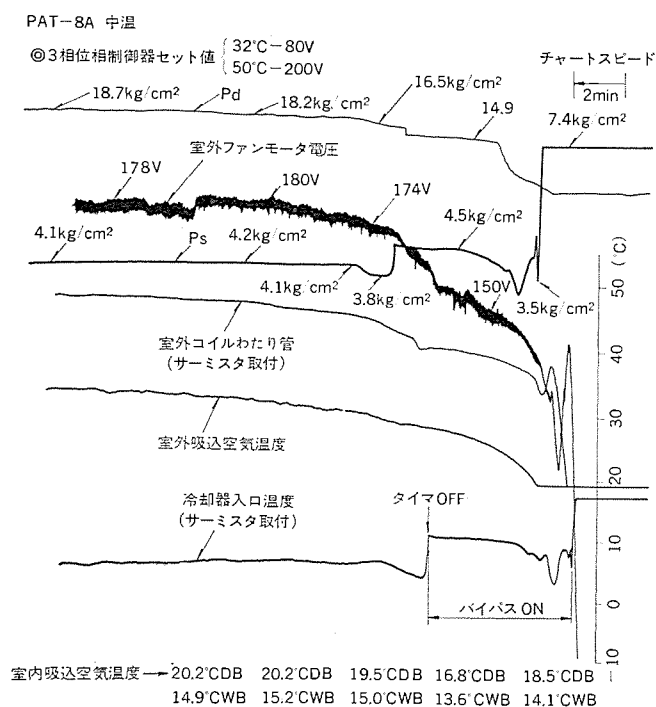 PAT-8A 中温
◎3相位相制御器セット値 { 32℃-80V
50℃-200V
チャートスピード
2min
18.7kg/cm²
Pd
18.2kg/cm²
16.5kg/cm²
14.9
7.4kg/cm²
室外ファンモータ電圧
178V
180V
174V
4.5kg/cm²
4.1kg/cm²
Ps
4.2kg/cm²
4.1kg/cm²
3.8kg/cm²
150V
3.5kg/cm²
(℃)
50
40
30
20
10
0
10
室外コイルわたり管
(サーミスタ取付)
室外吸込空気温度
冷却器入口温度
(サーミスタ取付)
タイマOFF
バイパスON
室内吸込空気温度→20.2℃DB 20.2℃DB 19.5℃DB 16.8℃DB 18.5℃DB
14.9℃WB 15.2℃WB 15.0℃WB 13.6℃WB 14.1℃WB